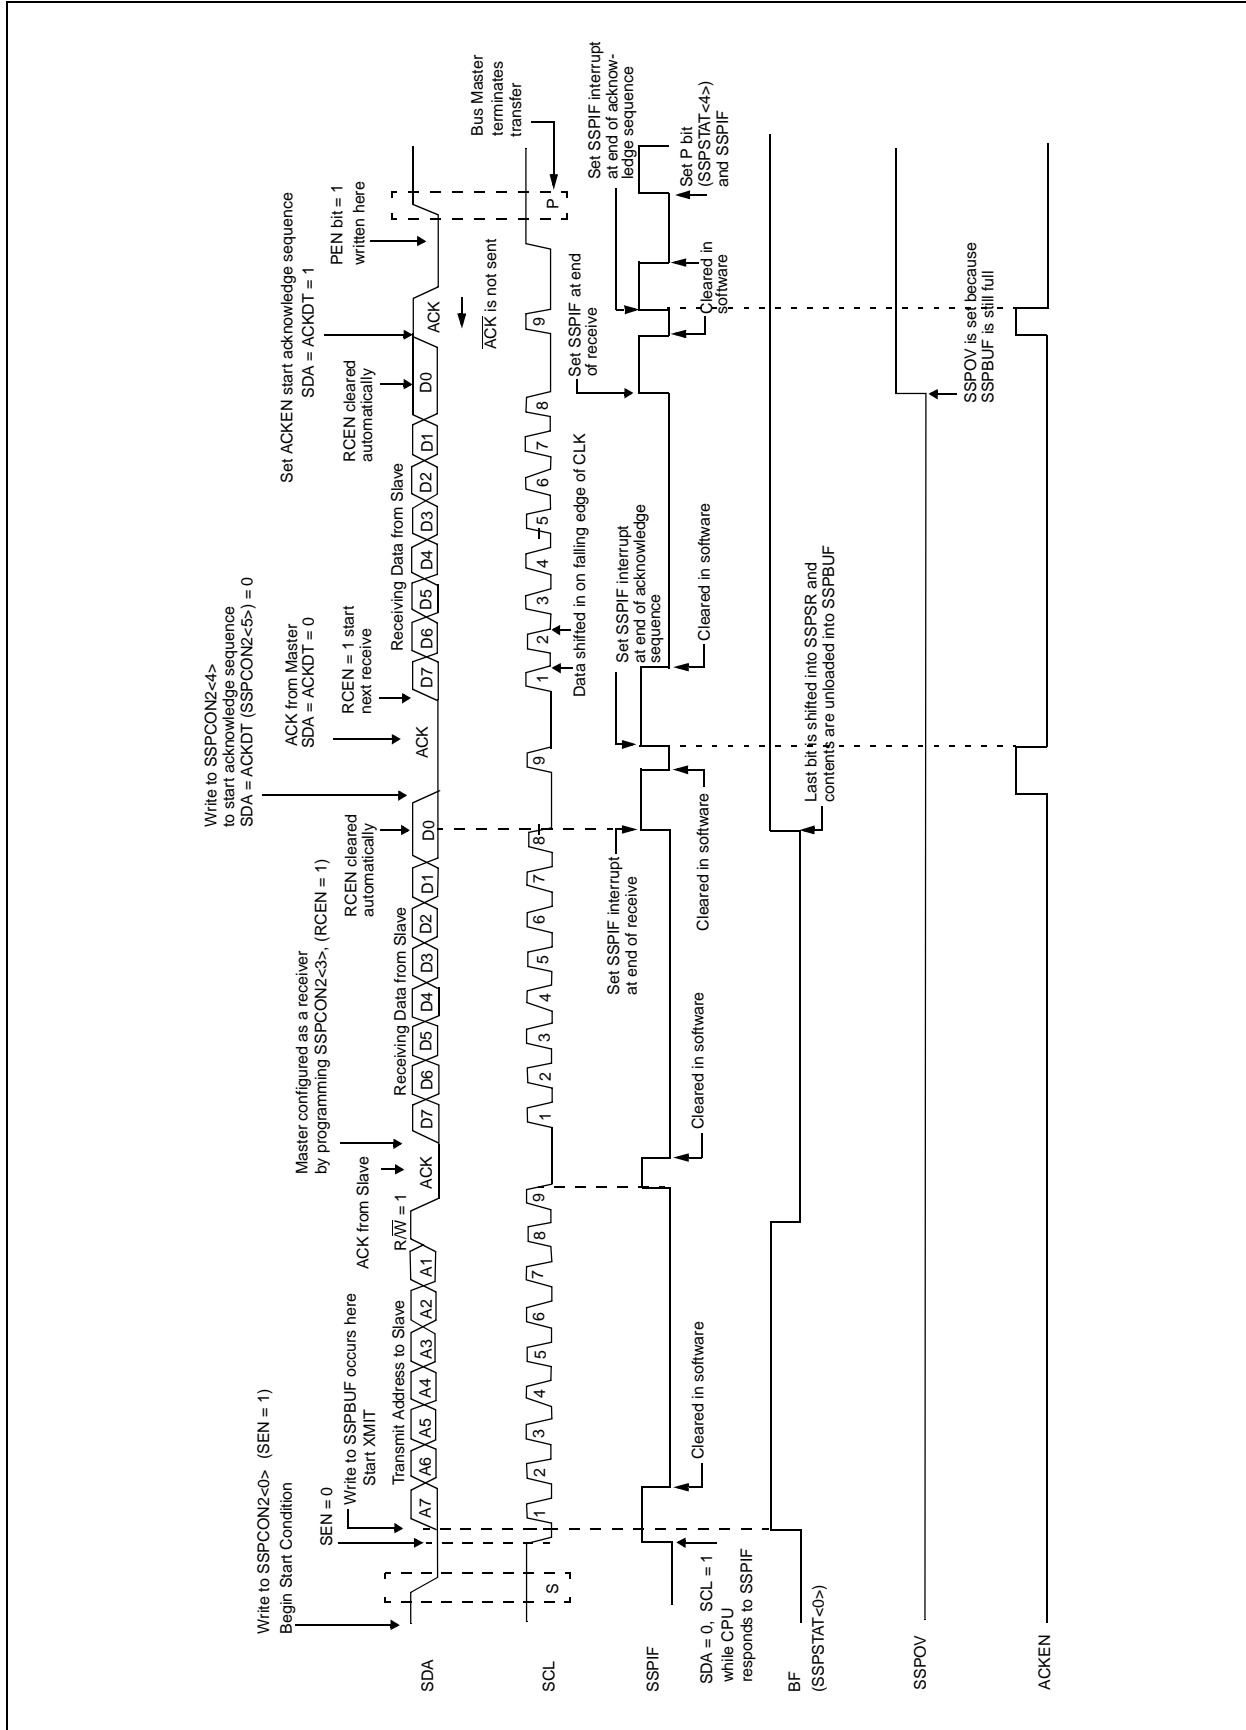 Write to SSPCON2<0> (SEN = 1)
Begin Start Condition
SEN = 0
Write to SSPBUF occurs here
Start XMIT
Transmit Address to Slave
R/W = 1
ACK from Slave
Master configured as a receiver
by programming SSPCON2<3>, (RCEN = 1)
Receiving Data from Slave
RCEN cleared
automatically
Write to SSPCON2<4>
to start acknowledge sequence
SDA = ACKDT (SSPCON2<5>) = 0
ACK from Master
SDA = ACKDT = 0
RCEN = 1 start
next receive
Receiving Data from Slave
RCEN cleared
automatically
Set ACKEN start acknowledge sequence
SDA = ACKDT = 1
PEN bit = 1
written here
SDA
A7 A6 A5 A4 A3 A2 A1 ACK D7 D6 D5 D4 D3 D2 D1 D0 ACK D7 D6 D5 D4 D3 D2 D1 D0 ACK
ACK is not sent
Bus Master
terminates
transfer
SCL
S 1 2 3 4 5 6 7 8 9 1 2 3 4 5 6 7 8 9 1 2 3 4 5 6 7 8 9 P
Data shifted in on falling edge of CLK
Set SSPIF interrupt
at end of receive
Set SSPIF interrupt
at end of acknowledge
sequence
Set SSPIF at end
of receive
Set SSPIF interrupt
at end of acknow-
ledge sequence
SSPIF
SDA = 0, SCL = 1
while CPU
responds to SSPIF
Cleared in software
Cleared in software
Cleared in software
Cleared in software
Cleared in
software
Set P bit
(SSPSTAT<4>)
and SSPIF
BF
(SSPSTAT<0>)
Last bit is shifted into SSPSR and
contents are unloaded into SSPBUF
SSPOV
SSPOV is set because
SSPBUF is still full
ACKEN